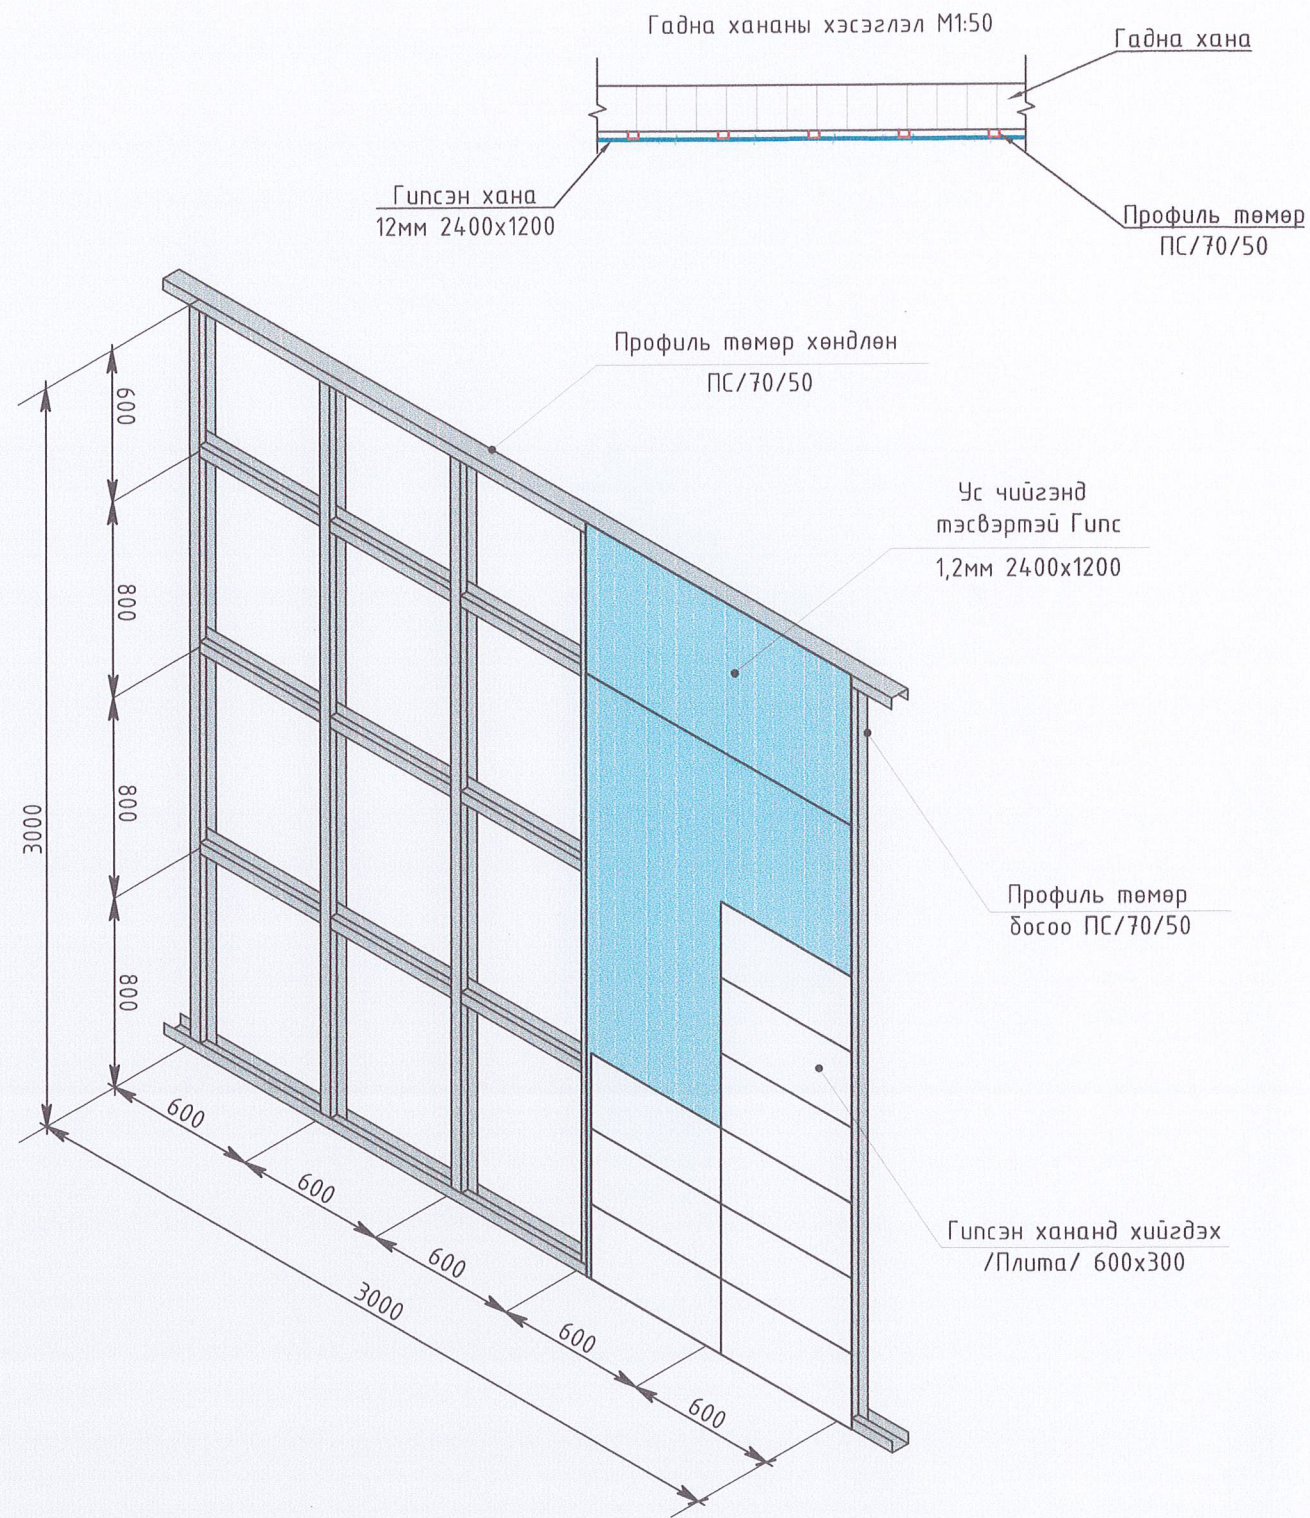 Гадна хананы хэсэглэл М1:50
Гадна хана
Гипсэн хана
12мм 2400х1200
Профиль төмөр
ПС/70/50
Профиль төмөр хөндлөн
ПС/70/50
Ус чийгэнд
тэсвэртэй Гипс
1,2мм 2400х1200
600
800
800
800
3000
Профиль төмөр
босоо ПС/70/50
Гипсэн хананд хийгдэх
/Плита/ 600х300
600
600
600
600
600
3000